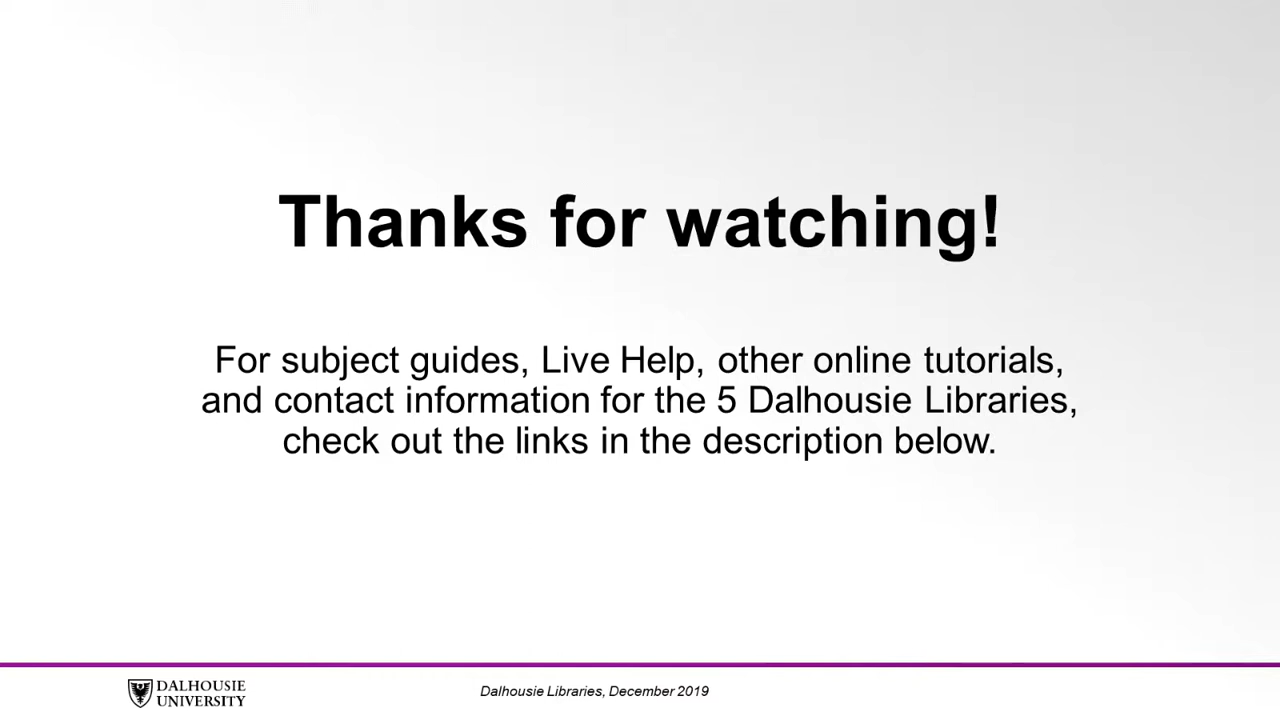 Thanks for watching!
For subject guides, Live Help, other online tutorials,
and contact information for the 5 Dalhousie Libraries,
check out the links in the description below.
DALHOUSIE
UNIVERSITY
Dalhousie Libraries, December 2019